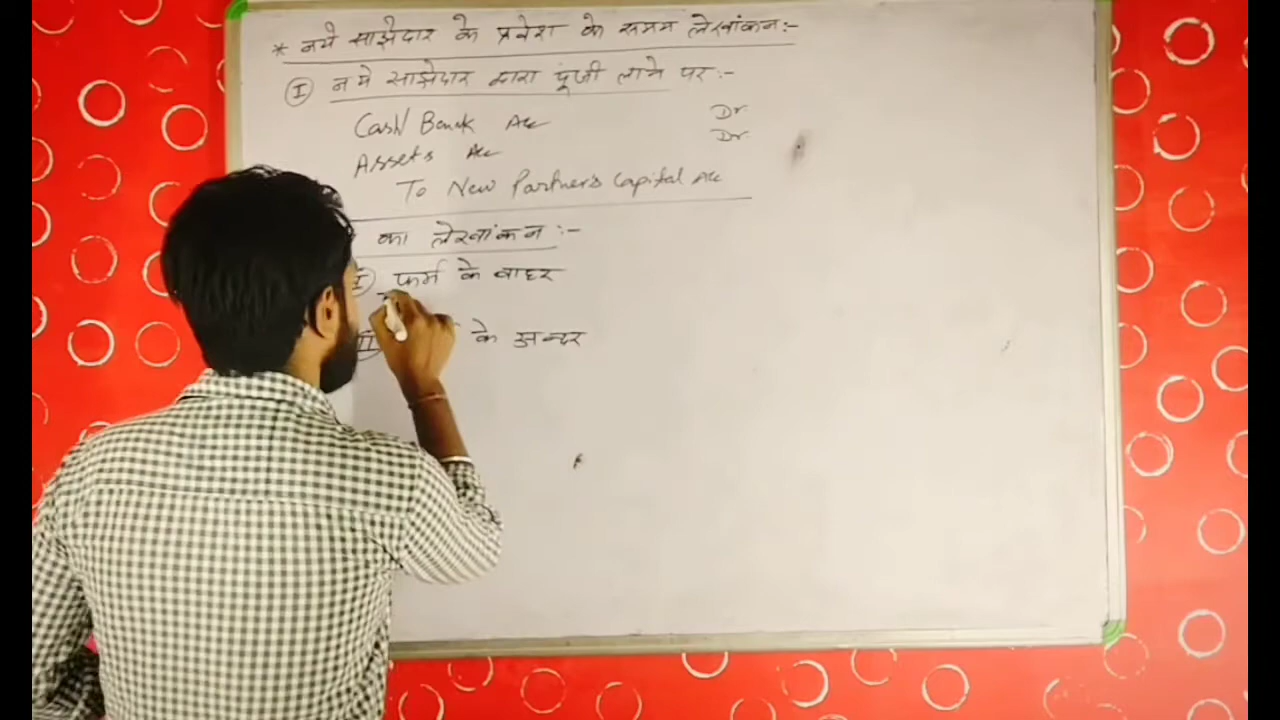 * नये साझेदार के प्रवेश के समय लेखांकन:-
I नये साझेदार द्वारा पूंजी लाने पर:-
Cash/Bank A/c Dr
Assets A/c Dr.
To New Partner's Capital A/c
का लेखांकन:-
I फर्म के बाहर
II के अन्दर